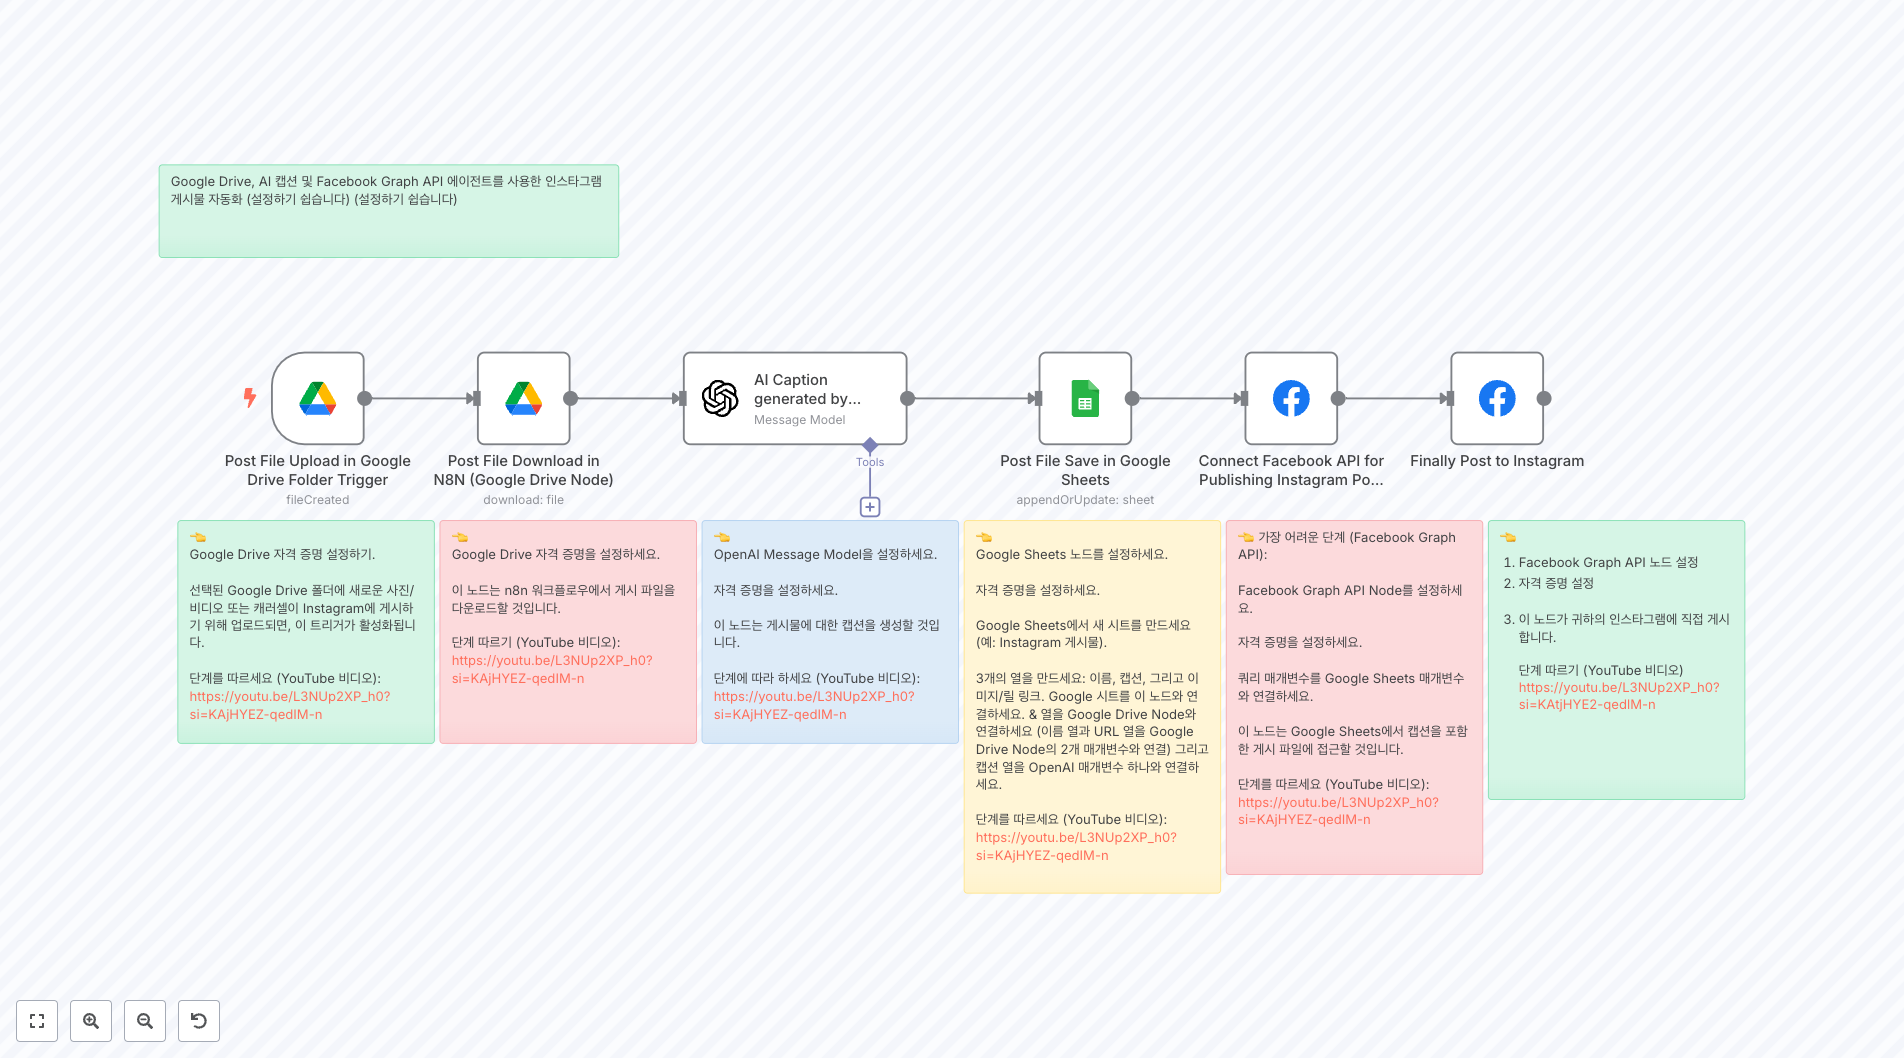 Google Drive, AI 캡션 및 Facebook Graph API 에이전트를 사용한 인스타그램
게시물 자동화 (설정하기 쉽습니다) (설정하기 쉽습니다)
AI Caption
generated by...
Message Model
Tools
Post File Upload in Google
Drive Folder Trigger
fileCreated
Post File Download in
N8N (Google Drive Node)
download: file
Post File Save in Google
Sheets
appendOrUpdate: sheet
Connect Facebook API for
Publishing Instagram Po...
Finally Post to Instagram
👈
Google Drive 자격 증명 설정하기.
선택된 Google Drive 폴더에 새로운 사진/
비디오 또는 캐러셀이 Instagram에 게시하
기 위해 업로드되면, 이 트리거가 활성화됩니
다.
단계를 따르세요 (YouTube 비디오):
https://youtu.be/L3NUp2XP_h0?
si=KAjHYEZ-qedIM-n
👈
Google Drive 자격 증명을 설정하세요.
이 노드는 n8n 워크플로우에서 게시 파일을
다운로드할 것입니다.
단계 따르기 (YouTube 비디오):
https://youtu.be/L3NUp2XP_h0?
si=KAjHYEZ-qedIM-n
👈
OpenAI Message Model을 설정하세요.
자격 증명을 설정하세요.
이 노드는 게시물에 대한 캡션을 생성할 것입
니다.
단계에 따라 하세요 (YouTube 비디오):
https://youtu.be/L3NUp2XP_h0?
si=KAjHYEZ-qedIM-n
👈
Google Sheets 노드를 설정하세요.
자격 증명을 설정하세요.
Google Sheets에서 새 시트를 만드세요
(예: Instagram 게시물).
3개의 열을 만드세요: 이름, 캡션, 그리고 이
미지/릴 링크. Google 시트를 이 노드와 연
결하세요. & 열을 Google Drive Node와
연결하세요 (이름 열과 URL 열을 Google
Drive Node의 2개 매개변수와 연결) 그리고
캡션 열을 OpenAI 매개변수 하나와 연결하
세요.
단계를 따르세요 (YouTube 비디오):
https://youtu.be/L3NUp2XP_h0?
si=KAjHYEZ-qedIM-n
👈 가장 어려운 단계 (Facebook Graph
API):
Facebook Graph API Node를 설정하세
요.
자격 증명을 설정하세요.
쿼리 매개변수를 Google Sheets 매개변수
와 연결하세요.
이 노드는 Google Sheets에서 캡션을 포함
한 게시 파일에 접근할 것입니다.
단계를 따르세요 (YouTube 비디오):
https://youtu.be/L3NUp2XP_h0?
si=KAjHYEZ-qedIM-n
👈
1. Facebook Graph API 노드 설정
2. 자격 증명 설정
3. 이 노드가 귀하의 인스타그램에 직접 게시
합니다.
단계 따르기 (YouTube 비디오)
https://youtu.be/L3NUp2XP_h0?
si=KAtjHYE2-qedIM-n